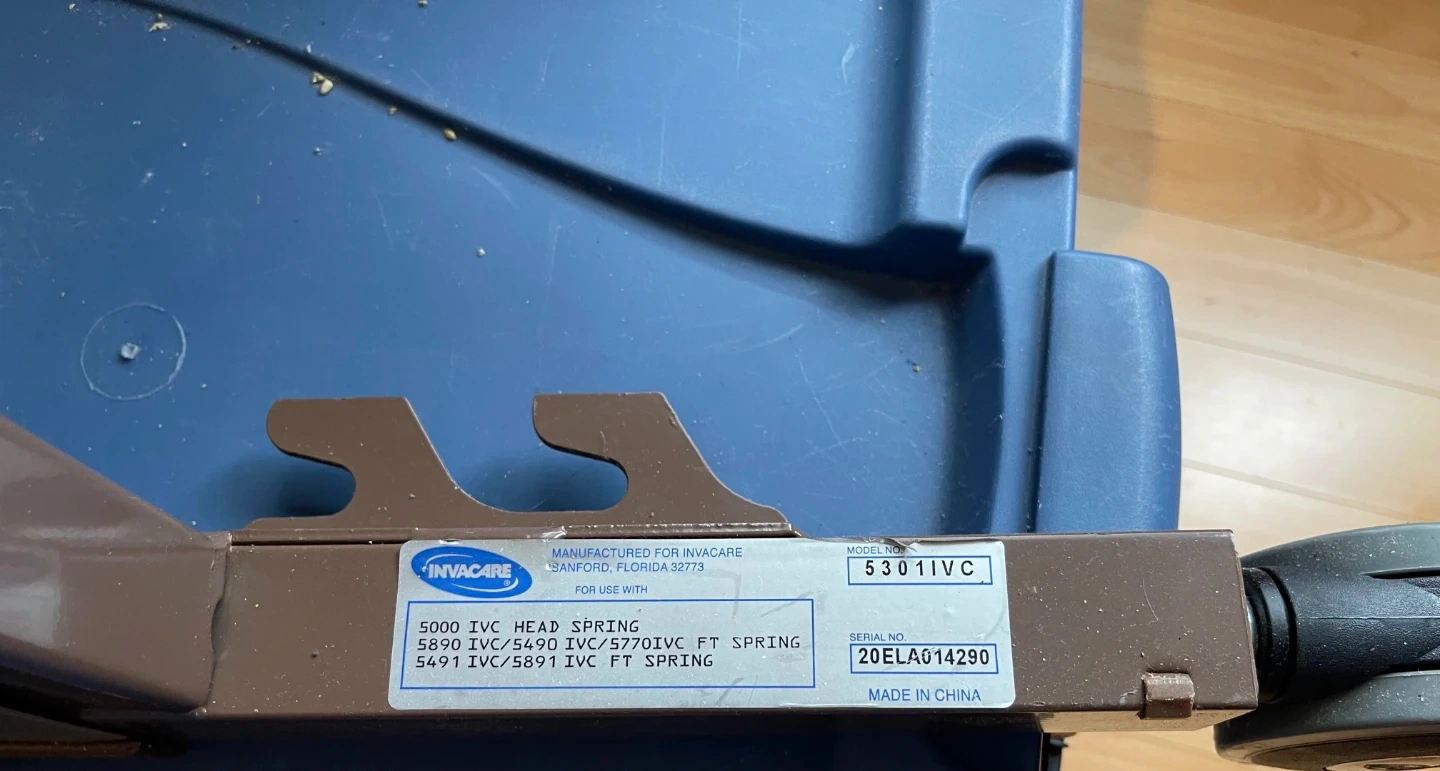 INVACARE®
MANUFACTURED FOR INVACARE
SANFORD, FLORIDA 32773
FOR USE WITH
5000 IVC HEAD SPRING
5890 IVC/5490 IVC/5770IVC FT SPRING
5491 IVC/5891 IVC FT SPRING
MODEL NO.
5301IVC
SERIAL NO.
20ELA014290
MADE IN CHINA